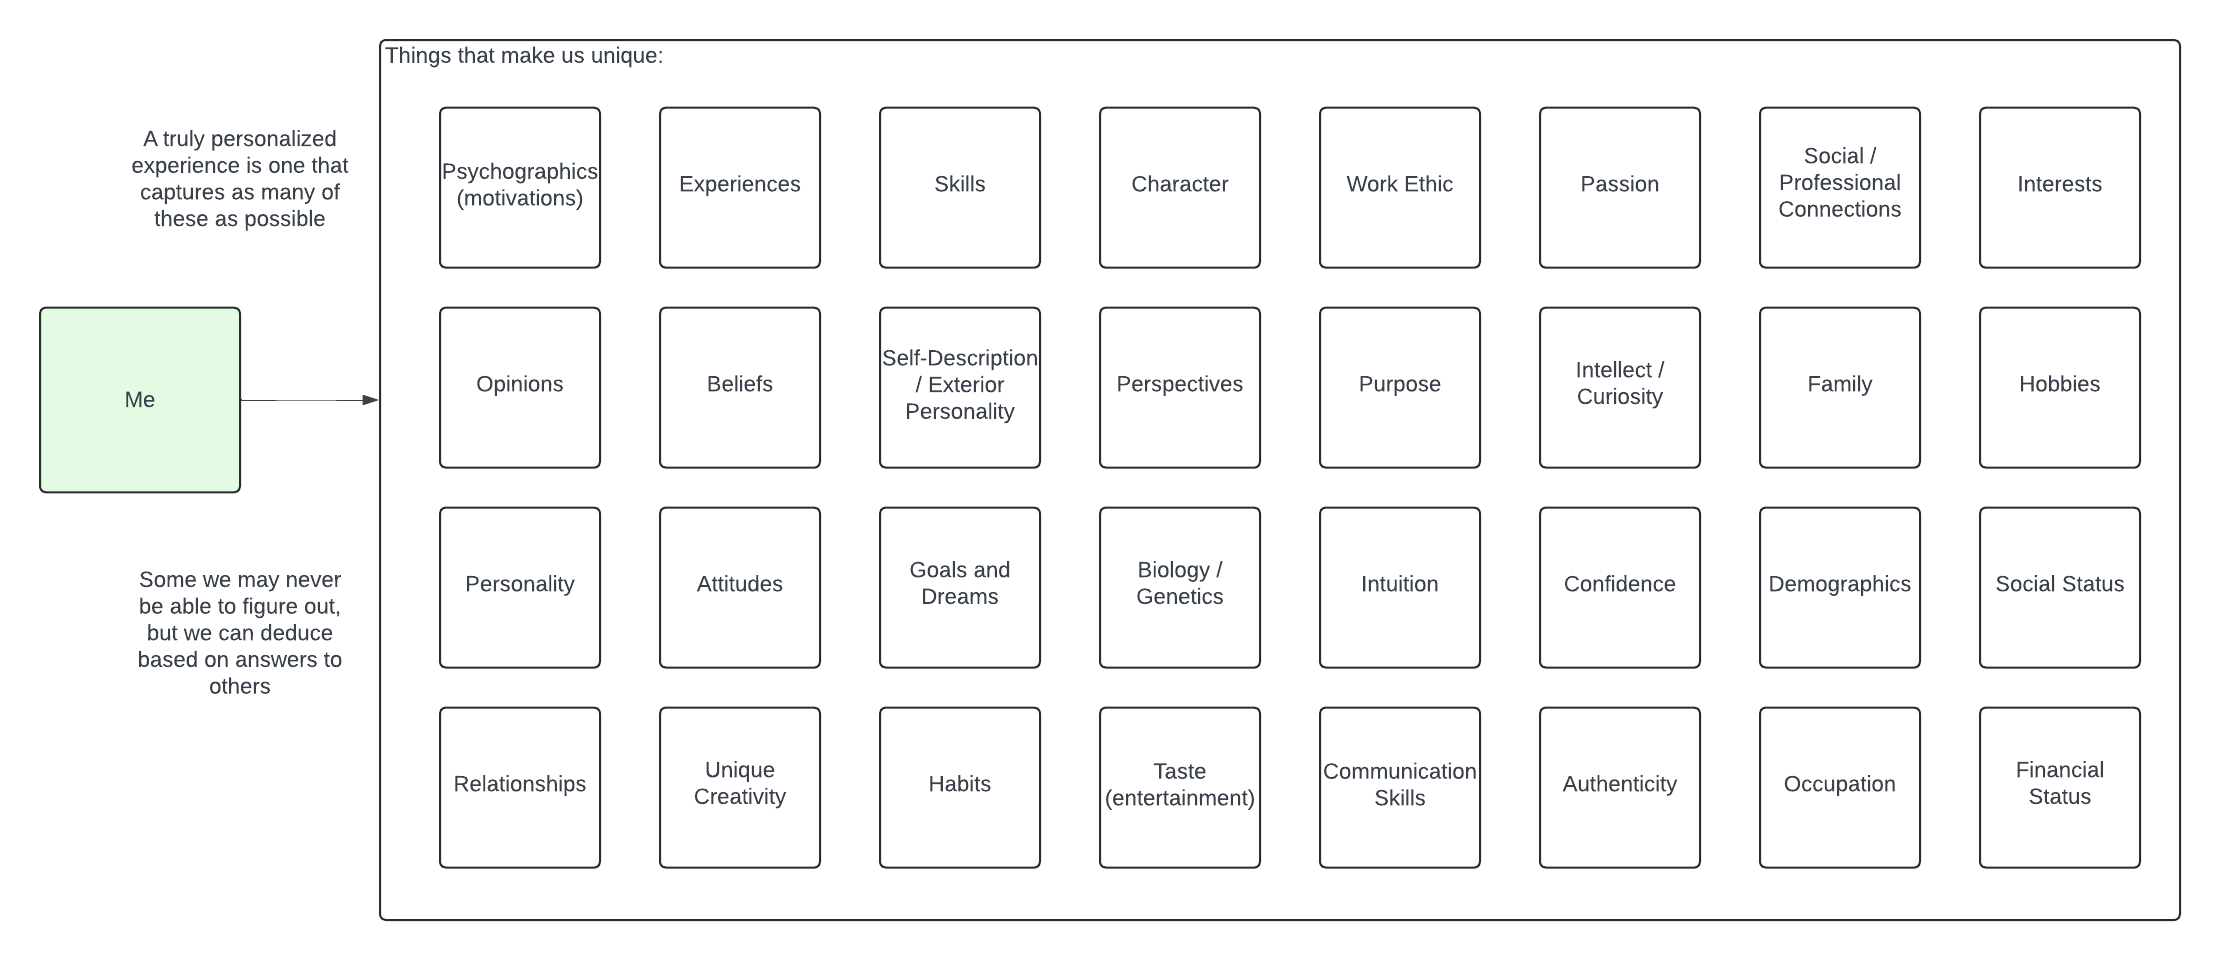 Things that make us unique:
A truly personalized
experience is one that
captures as many of
these as possible
Psychographics
(motivations)
Experiences
Skills
Character
Work Ethic
Passion
Social /
Professional
Connections
Interests
Me
Opinions
Beliefs
Self-Description
/ Exterior
Personality
Perspectives
Purpose
Intellect /
Curiosity
Family
Hobbies
Some we may never
be able to figure out,
but we can deduce
based on answers to
others
Personality
Attitudes
Goals and
Dreams
Biology /
Genetics
Intuition
Confidence
Demographics
Social Status
Relationships
Unique
Creativity
Habits
Taste
(entertainment)
Communication
Skills
Authenticity
Occupation
Financial
Status